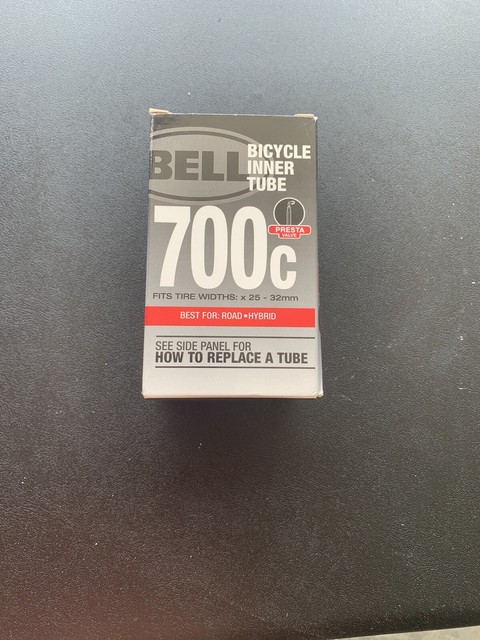 BELL
BICYCLE
INNER
TUBE
700c
PRESTA
VALVE
FITS TIRE WIDTHS: x 25 - 32mm
BEST FOR: ROAD•HYBRID
SEE SIDE PANEL FOR
HOW TO REPLACE A TUBE